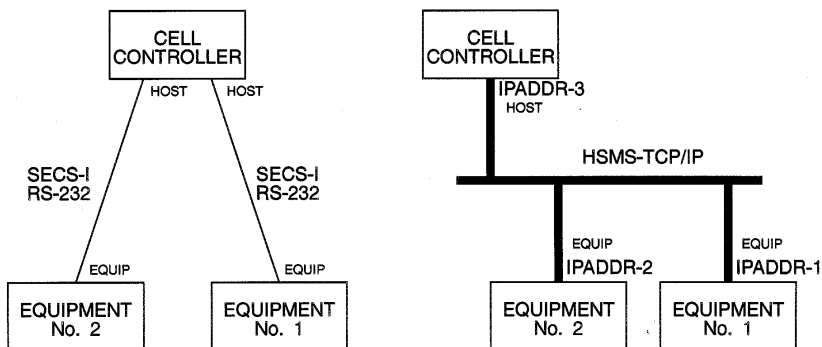 CELL
CONTROLLER
HOST
HOST
SECS-I
RS-232
SECS-I
RS-232
EQUIP
EQUIP
EQUIPMENT
No. 2
EQUIPMENT
No. 1
CELL
CONTROLLER
IPADDR-3
HOST
HSMS-TCP/IP
EQUIP
IPADDR-2
EQUIP
IPADDR-1
EQUIPMENT
No. 2
EQUIPMENT
No. 1